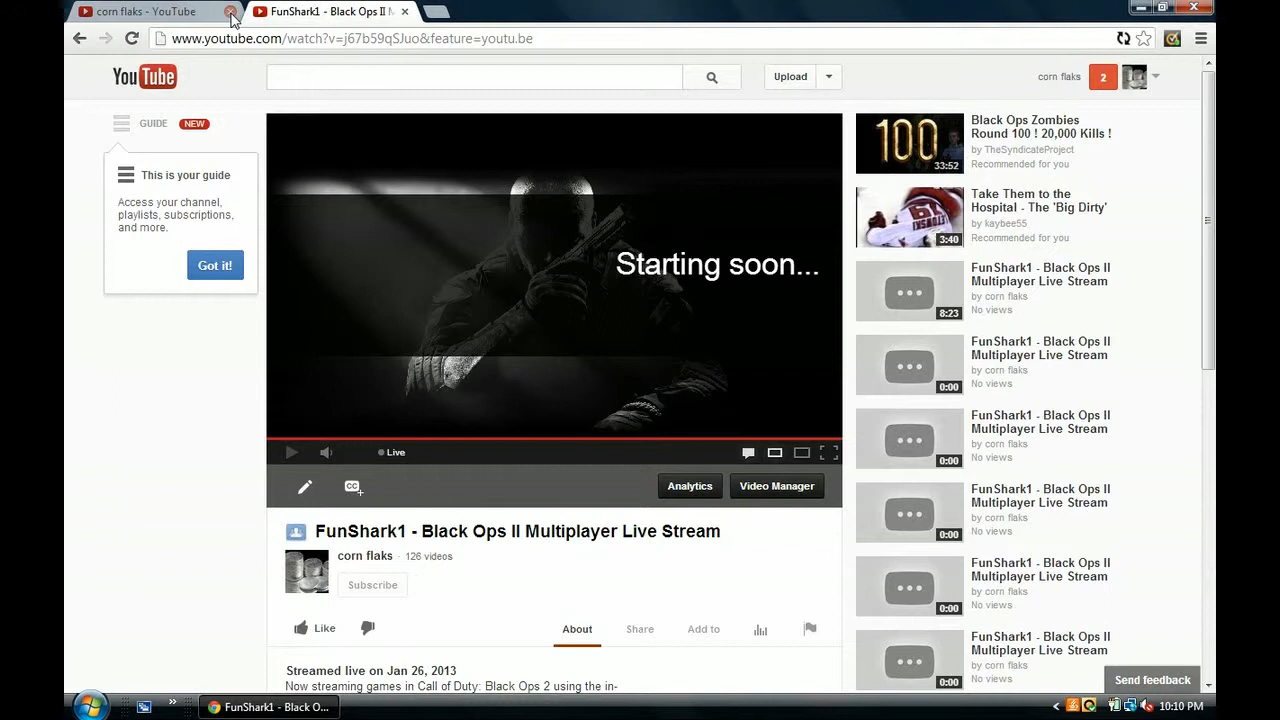 corn flaks - YouTube
FunShark1 - Black Ops II M
www.youtube.com/watch?v=j67b59qSJuo&feature=youtu.be
YouTube
Upload
corn flaks
2
GUIDE NEW
This is your guide
Access your channel,
playlists, subscriptions,
and more.
Got it!
Starting soon...
Live
CC
Analytics
Video Manager
FunShark1 - Black Ops II Multiplayer Live Stream
corn flaks · 126 videos
Subscribe
Like
About
Share
Add to
Streamed live on Jan 26, 2013
Now streaming games in Call of Duty: Black Ops 2 using the in-
100
33:52
Black Ops Zombies
Round 100 ! 20,000 Kills !
by TheSyndicateProject
Recommended for you
3:40
Take Them to the
Hospital - The 'Big Dirty'
by kaybee55
Recommended for you
8:23
FunShark1 - Black Ops II
Multiplayer Live Stream
by corn flaks
No views
0:00
FunShark1 - Black Ops II
Multiplayer Live Stream
by corn flaks
No views
0:00
FunShark1 - Black Ops II
Multiplayer Live Stream
by corn flaks
No views
0:00
FunShark1 - Black Ops II
Multiplayer Live Stream
by corn flaks
No views
0:00
FunShark1 - Black Ops II
Multiplayer Live Stream
by corn flaks
No views
0:00
FunShark1 - Black Ops II
Multiplayer Live Stream
by corn flaks
No views
Send feedback
FunShark1 - Black O...
10:10 PM